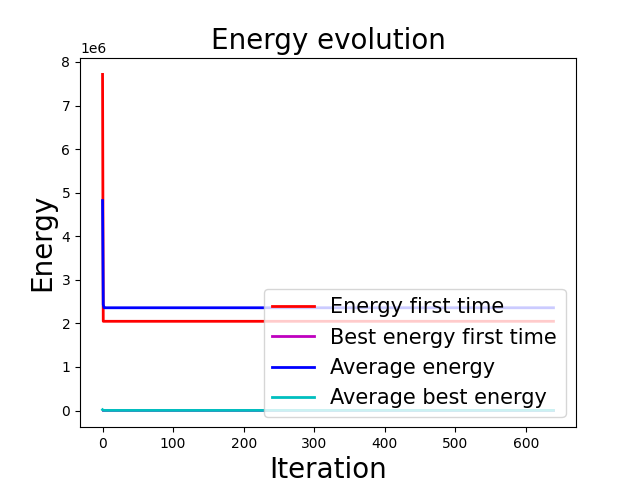 Energy evolution
1e6
8
7
6
5
4
3
2
1
0
Energy
Energy first time
Best energy first time
Average energy
Average best energy
0 100 200 300 400 500 600
Iteration